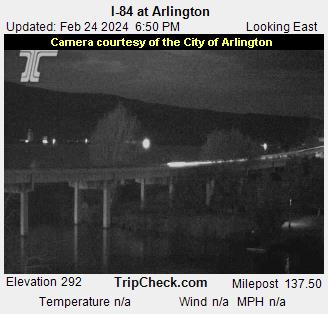 I-84 at Arlington
Updated: Feb 24 2024 6:50 PM Looking East
Camera courtesy of the City of Arlington
Elevation 292 TripCheck.com Milepost 137.50
Temperature n/a Wind n/a MPH n/a